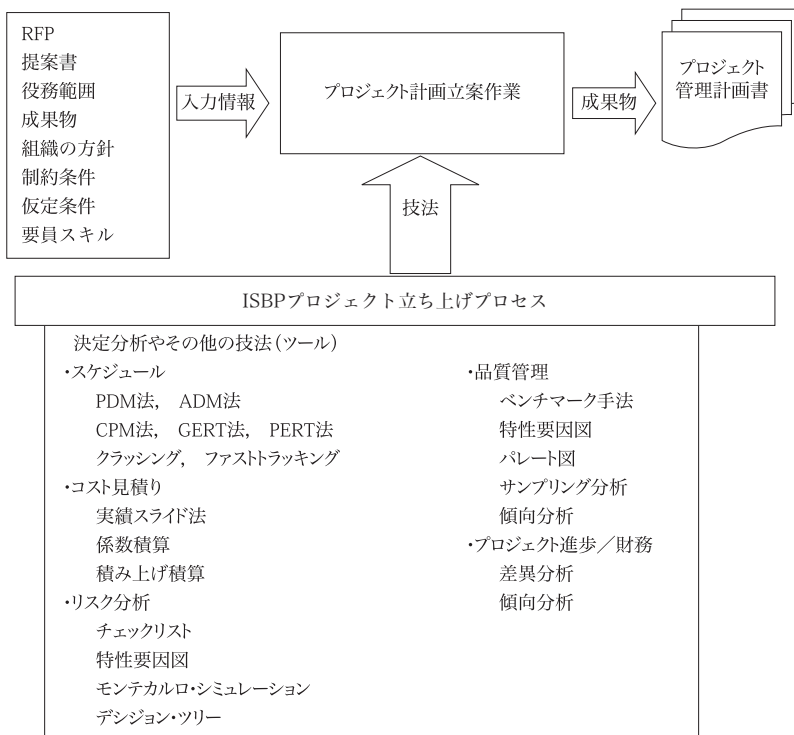 RFP
提案書
役務範囲
成果物
組織の方針
制約条件
仮定条件
要員スキル
入力情報
プロジェクト計画立案作業
成果物
プロジェクト
管理計画書
技法
ISBPプロジェクト立ち上げプロセス
決定分析やその他の技法(ツール)
・スケジュール
PDM法, ADM法
CPM法, GERT法, PERT法
クラッシング, ファストトラッキング
・コスト見積り
実績スライド法
係数積算
積み上げ積算
・リスク分析
チェックリスト
特性要因図
モンテカルロ・シミュレーション
デシジョン・ツリー
・品質管理
ベンチマーク手法
特性要因図
パレート図
サンプリング分析
傾向分析
・プロジェクト進歩/財務
差異分析
傾向分析